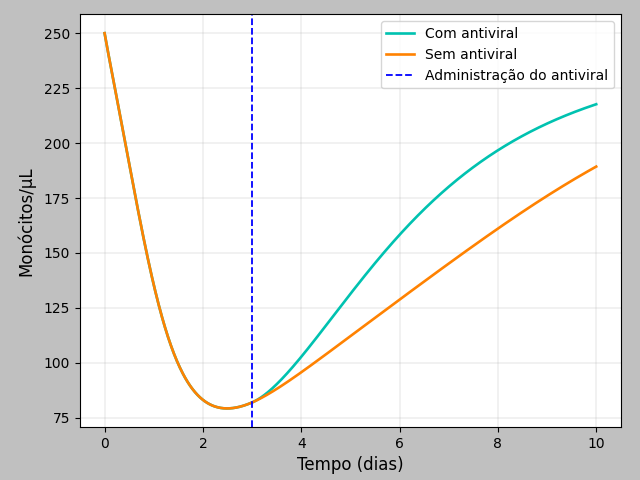 250
225
200
175
150
125
100
75
Monócitos/μL
Com antiviral
Sem antiviral
Administração do antiviral
0 2 4 6 8 10
Tempo (dias)